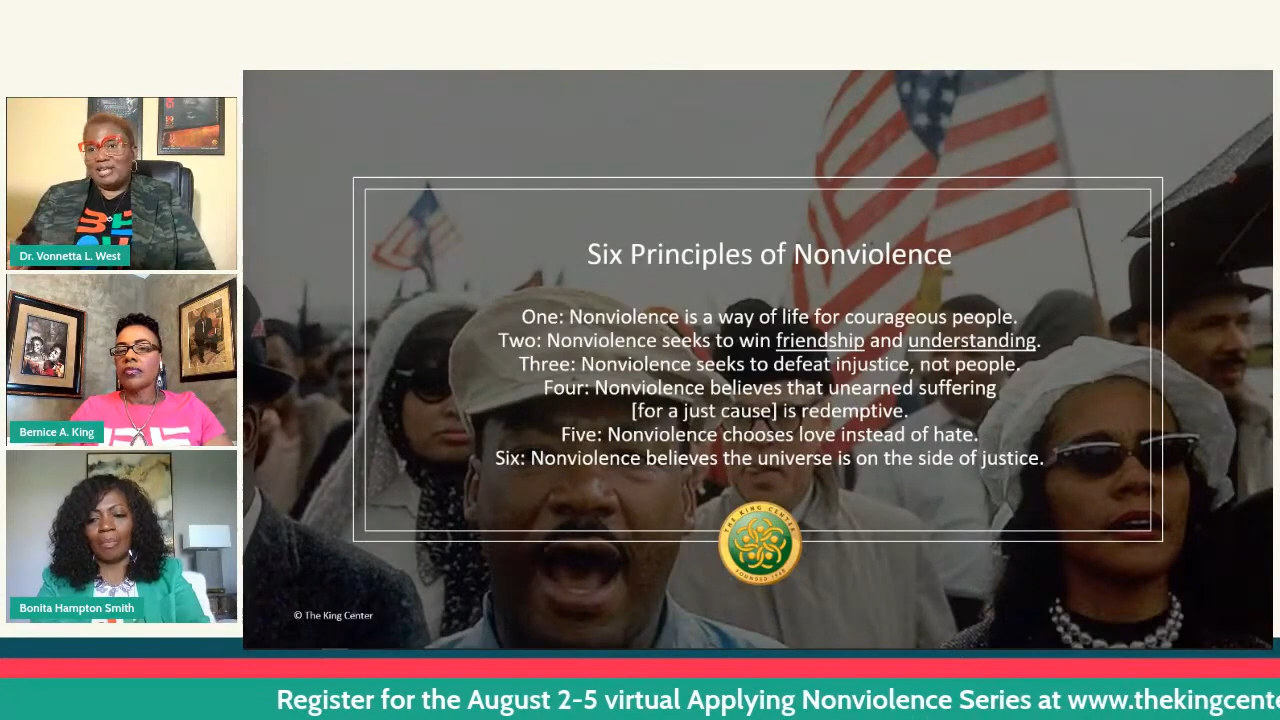 Dr. Vonnetta L. West
Bernice A. King
Bonita Hampton Smith
Six Principles of Nonviolence
One: Nonviolence is a way of life for courageous people.
Two: Nonviolence seeks to win friendship and understanding.
Three: Nonviolence seeks to defeat injustice, not people.
Four: Nonviolence believes that unearned suffering
[for a just cause] is redemptive.
Five: Nonviolence chooses love instead of hate.
Six: Nonviolence believes the universe is on the side of justice.
THE KING CENTER
© The King Center
Register for the August 2-5 virtual Applying Nonviolence Series at www.thekingcent